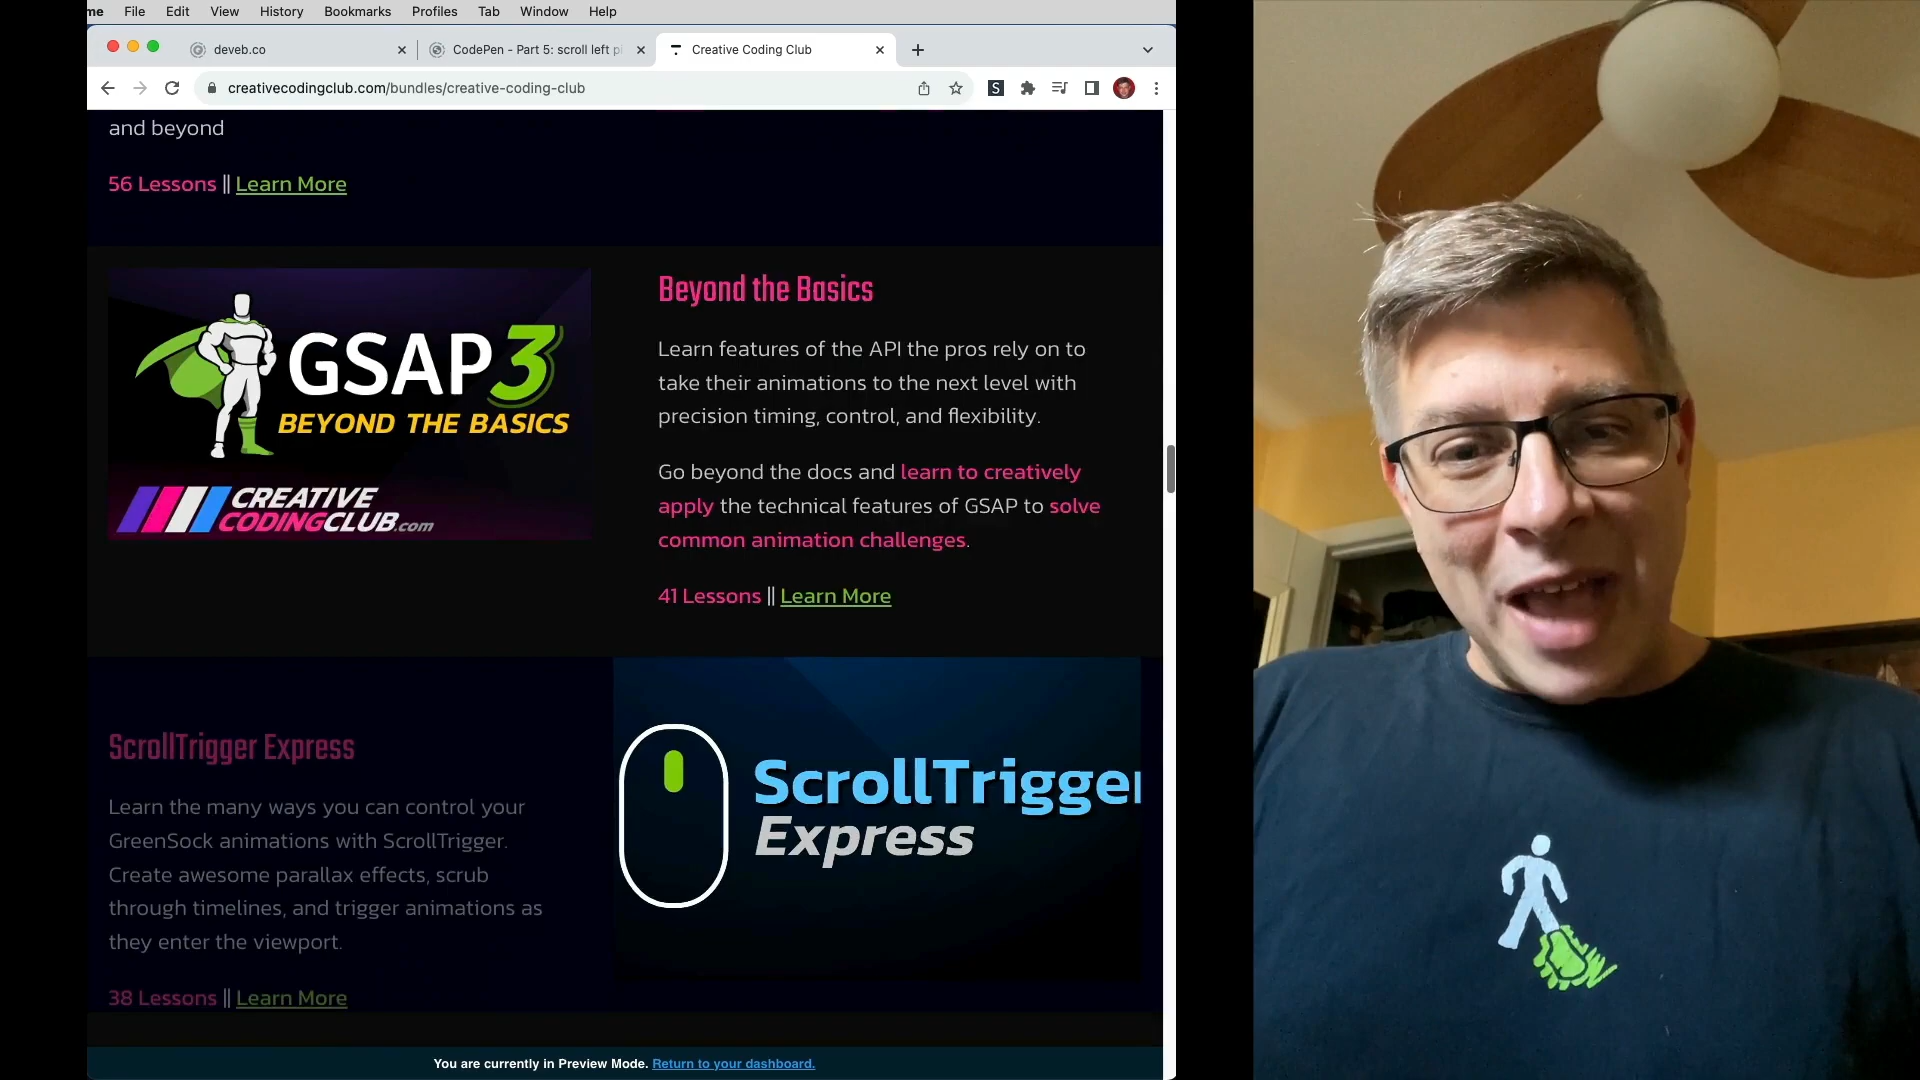 me File Edit View History Bookmarks Profiles Tab Window Help
deveb.co
CodePen - Part 5: scroll left pi
Creative Coding Club
creativecodingclub.com/bundles/creative-coding-club
and beyond
56 Lessons || Learn More
GSAP3
BEYOND THE BASICS
CREATIVE
CODINGCLUB.com
Beyond the Basics
Learn features of the API the pros rely on to
take their animations to the next level with
precision timing, control, and flexibility.
Go beyond the docs and learn to creatively
apply the technical features of GSAP to solve
common animation challenges.
41 Lessons || Learn More
ScrollTrigger Express
Learn the many ways you can control your
GreenSock animations with ScrollTrigger.
Create awesome parallax effects, scrub
through timelines, and trigger animations as
they enter the viewport.
38 Lessons || Learn More
ScrollTrigger
Express
You are currently in Preview Mode. Return to your dashboard.